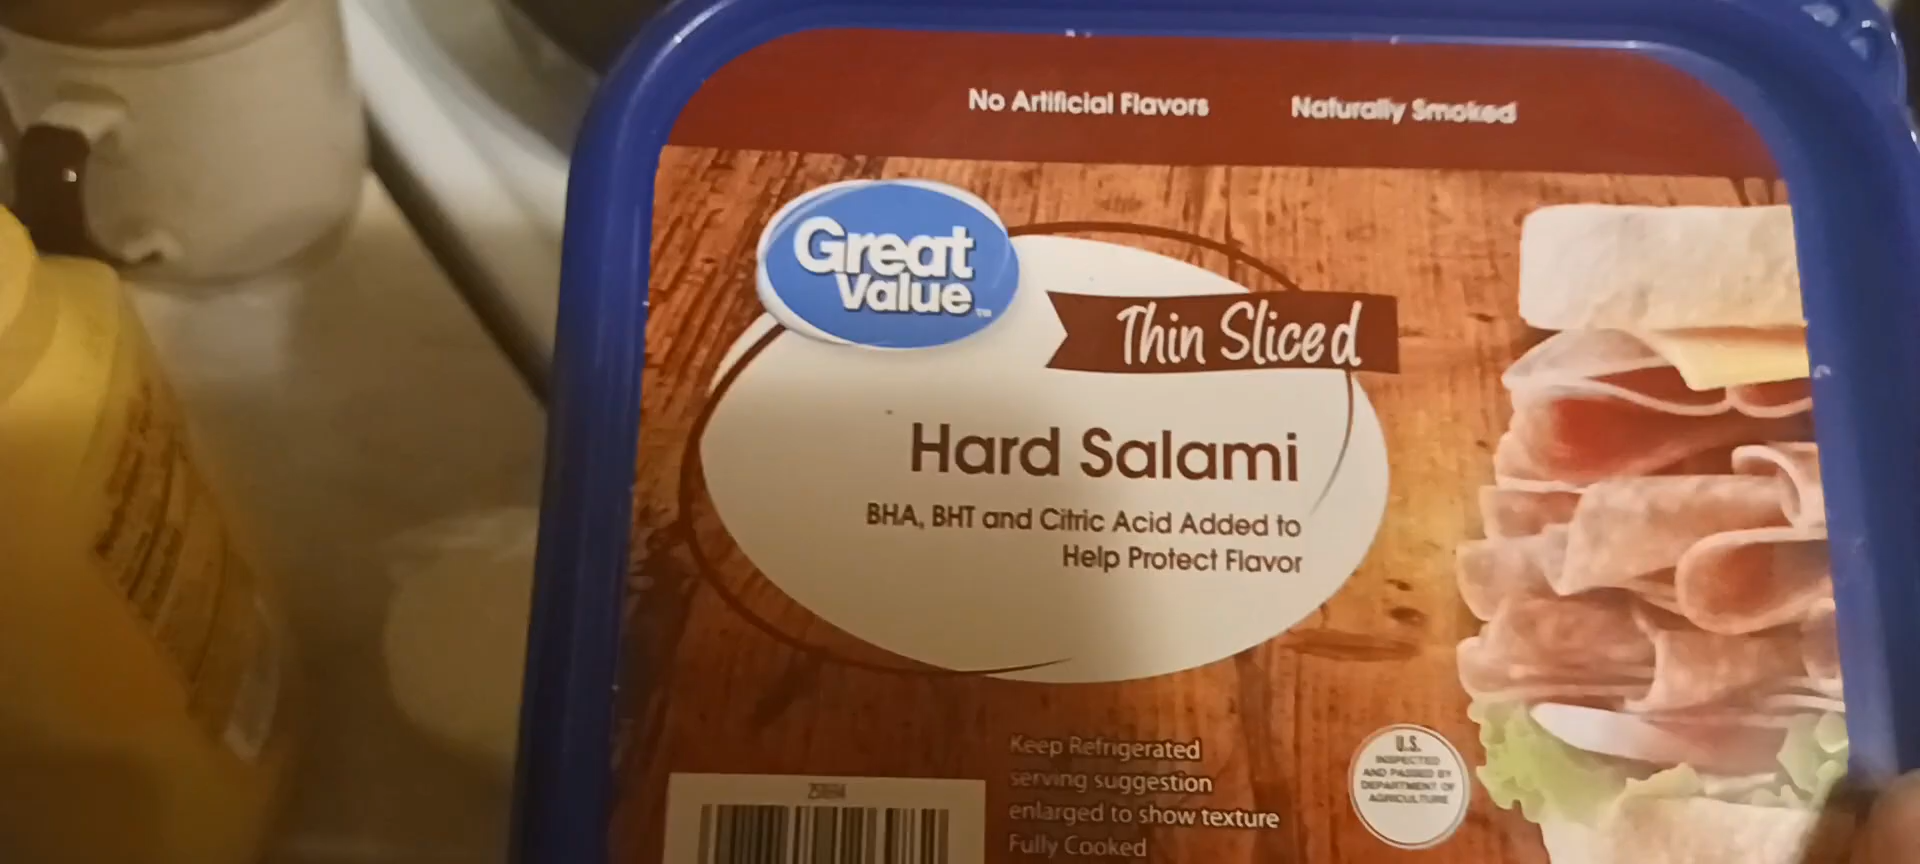 No Artificial Flavors
Naturally Smoked
Great
Value™
Thin Sliced
Hard Salami
BHA, BHT and Citric Acid Added to
Help Protect Flavor
Keep Refrigerated
serving suggestion
enlarged to show texture
Fully Cooked
U.S.
INSPECTED
AND PASSED BY
DEPARTMENT OF
AGRICULTURE